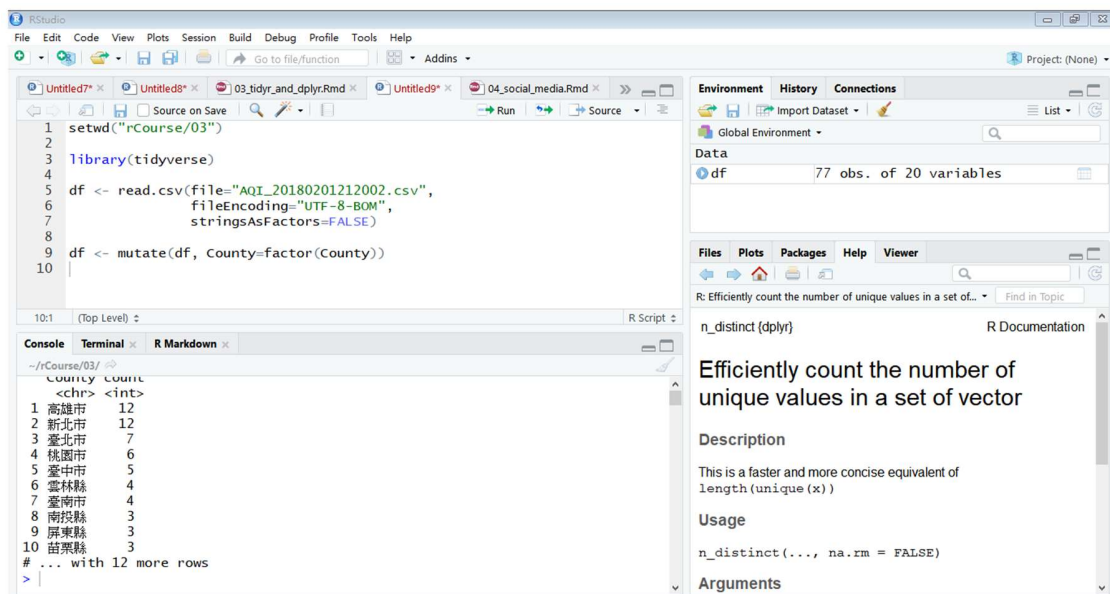 RStudio
File Edit Code View Plots Session Build Debug Profile Tools Help
Go to file/function
Addins
Project: (None)
Untitled7*
Untitled8*
03_tidyr_and_dplyr.Rmd
Untitled9*
04_social_media.Rmd
Source on Save
Run
Source
1 setwd("rCourse/03")
2
3 library(tidyverse)
4
5 df <- read.csv(file="AQI_20180201212002.csv",
6 fileEncoding="UTF-8-BOM",
7 stringsAsFactors=FALSE)
8
9 df <- mutate(df, County=factor(County))
10
10:1 (Top Level) R Script
Console Terminal R Markdown
~/rCourse/03/
County count
<chr> <int>
1 高雄市 12
2 新北市 12
3 臺北市 7
4 桃園市 6
5 臺中市 5
6 雲林縣 4
7 臺南市 4
8 南投縣 3
9 屏東縣 3
10 苗栗縣 3
# ... with 12 more rows
>
Environment History Connections
Import Dataset
List
Global Environment
Data
df 77 obs. of 20 variables
Files Plots Packages Help Viewer
R: Efficiently count the number of unique values in a set of... Find in Topic
n_distinct {dplyr} R Documentation
Efficiently count the number of
unique values in a set of vector
Description
This is a faster and more concise equivalent of
length(unique(x))
Usage
n_distinct(..., na.rm = FALSE)
Arguments